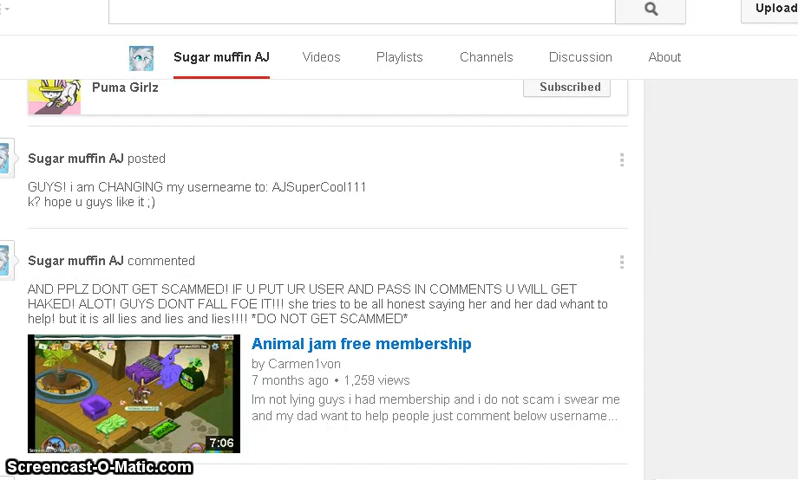 Upload
Sugar muffin AJ
Videos
Playlists
Channels
Discussion
About
Puma Girlz
Subscribed
Sugar muffin AJ posted
GUYS! i am CHANGING my userneame to: AJSuperCool111
k? hope u guys like it ;)
Sugar muffin AJ commented
AND PPLZ DONT GET SCAMMED! IF U PUT UR USER AND PASS IN COMMENTS U WILL GET
HAKED! ALOT! GUYS DONT FALL FOE IT!!! she tries to be all honest saying her and her dad whant to
help! but it is all lies and lies and lies!!!! *DO NOT GET SCAMMED*
Animal jam free membership
by Carmen1von
7 months ago • 1,259 views
Im not lying guys i had membership and i do not scam i swear me
and my dad want to help people just comment below username...
7:06
Screencast-O-Matic.com